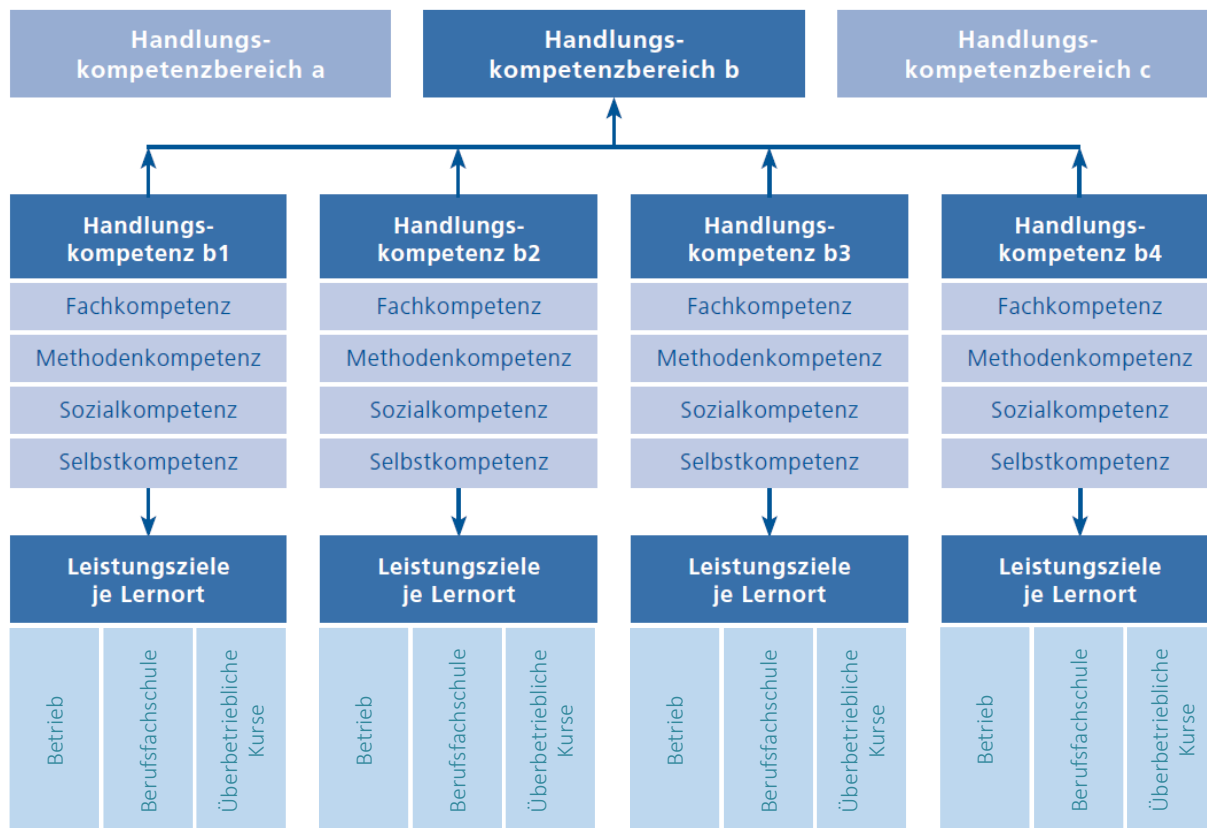 Handlungs-
kompetenzbereich a
Handlungs-
kompetenzbereich b
Handlungs-
kompetenzbereich c
Handlungs-
kompetenz b1
Fachkompetenz
Methodenkompetenz
Sozialkompetenz
Selbstkompetenz
Leistungsziele
je Lernort
Betrieb
Berufsfachschule
Überbetriebliche
Kurse
Handlungs-
kompetenz b2
Fachkompetenz
Methodenkompetenz
Sozialkompetenz
Selbstkompetenz
Leistungsziele
je Lernort
Betrieb
Berufsfachschule
Überbetriebliche
Kurse
Handlungs-
kompetenz b3
Fachkompetenz
Methodenkompetenz
Sozialkompetenz
Selbstkompetenz
Leistungsziele
je Lernort
Betrieb
Berufsfachschule
Überbetriebliche
Kurse
Handlungs-
kompetenz b4
Fachkompetenz
Methodenkompetenz
Sozialkompetenz
Selbstkompetenz
Leistungsziele
je Lernort
Betrieb
Berufsfachschule
Überbetriebliche
Kurse